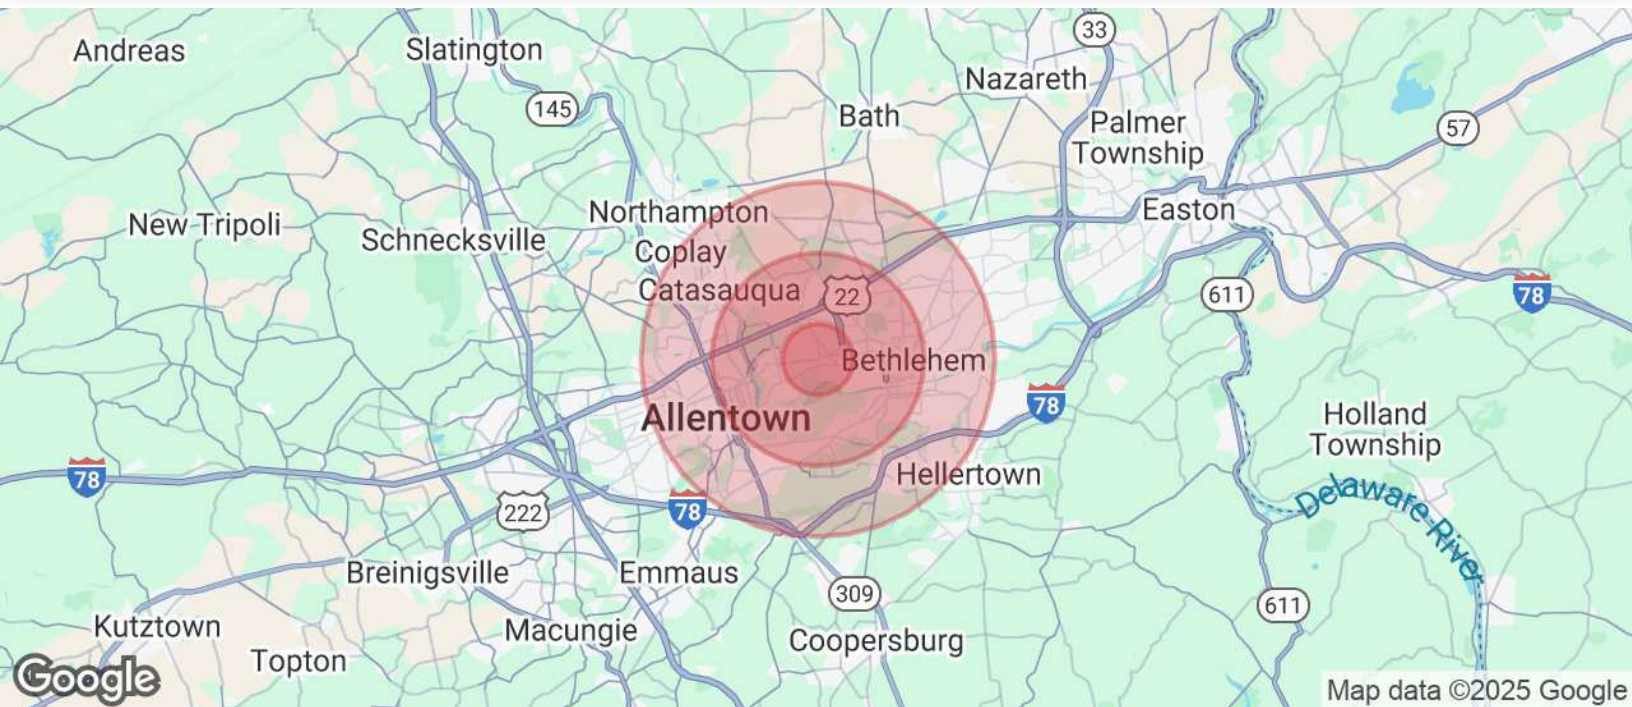 Andreas
Slatington
33
Nazareth
145
Bath
Palmer
Township
57
New Tripoli
Northampton
Schnecksville
Coplay
Easton
Catasauqua
22
611
78
Bethlehem
Allentown
78
Holland
Township
78
Hellertown
222
78
Delaware River
Breinigsville
Emmaus
309
611
Kutztown
Macungie
Coopersburg
Topton
Google
Map data ©2025 Google